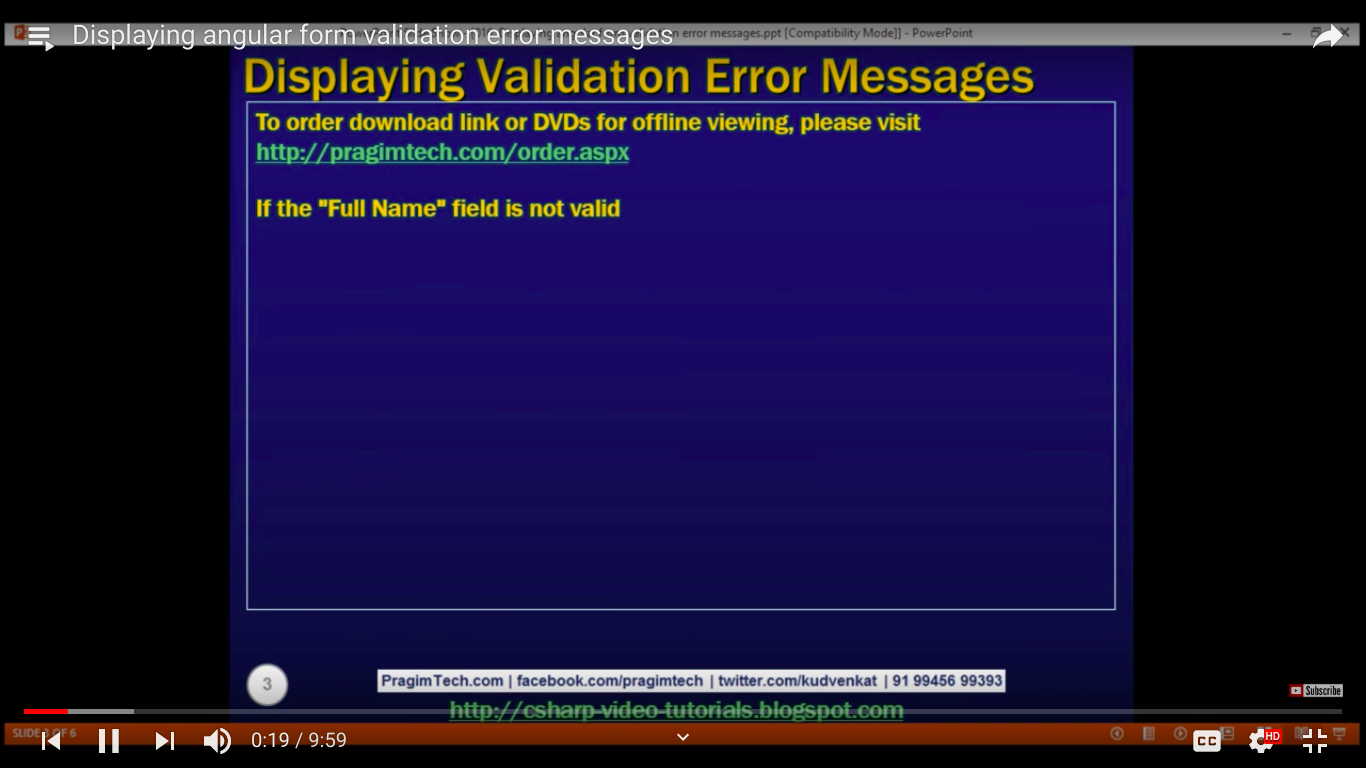 Displaying angular form validation error messages
n error messages.ppt [Compatibility Mode]] - PowerPoint
Displaying Validation Error Messages
To order download link or DVDs for offline viewing, please visit
http://pragimtech.com/order.aspx
If the "Full Name" field is not valid
3
PragimTech.com | facebook.com/pragimtech | twitter.com/kudvenkat | 91 99456 99393
Subscribe
http://csharp-video-tutorials.blogspot.com
SLIDE OF 6
0:19 / 9:59
CC
HD